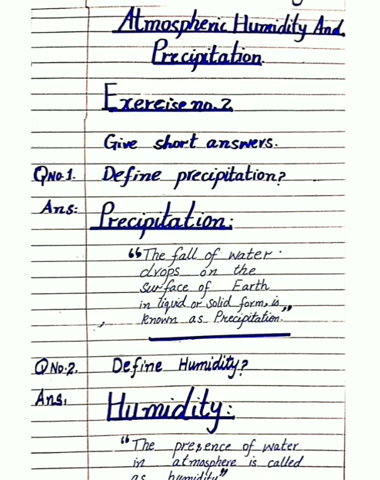 Atmospheric Humidity And
Precipitation.
Exercise no. 2
Give short answers.
QNo.1. Define precipitation?
Ans: Precipitation:
"The fall of water
drops on the
surface of Earth
in liquid or solid form, is
known as Precipitation."
QNo.2. Define Humidity?
Ans: Humidity:
"The presence of water
in atmosphere is called
as humidity"